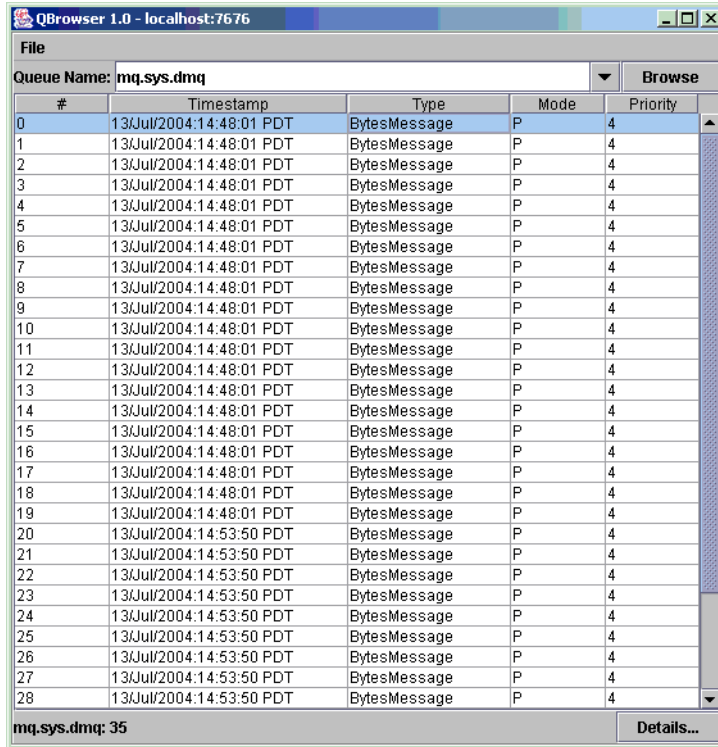 QBrowser 1.0 - localhost:7676
File
Queue Name: mq.sys.dmq Browse
# Timestamp Type Mode Priority
0 13/Jul/2004:14:48:01 PDT BytesMessage P 4
1 13/Jul/2004:14:48:01 PDT BytesMessage P 4
2 13/Jul/2004:14:48:01 PDT BytesMessage P 4
3 13/Jul/2004:14:48:01 PDT BytesMessage P 4
4 13/Jul/2004:14:48:01 PDT BytesMessage P 4
5 13/Jul/2004:14:48:01 PDT BytesMessage P 4
6 13/Jul/2004:14:48:01 PDT BytesMessage P 4
7 13/Jul/2004:14:48:01 PDT BytesMessage P 4
8 13/Jul/2004:14:48:01 PDT BytesMessage P 4
9 13/Jul/2004:14:48:01 PDT BytesMessage P 4
10 13/Jul/2004:14:48:01 PDT BytesMessage P 4
11 13/Jul/2004:14:48:01 PDT BytesMessage P 4
12 13/Jul/2004:14:48:01 PDT BytesMessage P 4
13 13/Jul/2004:14:48:01 PDT BytesMessage P 4
14 13/Jul/2004:14:48:01 PDT BytesMessage P 4
15 13/Jul/2004:14:48:01 PDT BytesMessage P 4
16 13/Jul/2004:14:48:01 PDT BytesMessage P 4
17 13/Jul/2004:14:48:01 PDT BytesMessage P 4
18 13/Jul/2004:14:48:01 PDT BytesMessage P 4
19 13/Jul/2004:14:48:01 PDT BytesMessage P 4
20 13/Jul/2004:14:53:50 PDT BytesMessage P 4
21 13/Jul/2004:14:53:50 PDT BytesMessage P 4
22 13/Jul/2004:14:53:50 PDT BytesMessage P 4
23 13/Jul/2004:14:53:50 PDT BytesMessage P 4
24 13/Jul/2004:14:53:50 PDT BytesMessage P 4
25 13/Jul/2004:14:53:50 PDT BytesMessage P 4
26 13/Jul/2004:14:53:50 PDT BytesMessage P 4
27 13/Jul/2004:14:53:50 PDT BytesMessage P 4
28 13/Jul/2004:14:53:50 PDT BytesMessage P 4
mq.sys.dmq: 35 Details...